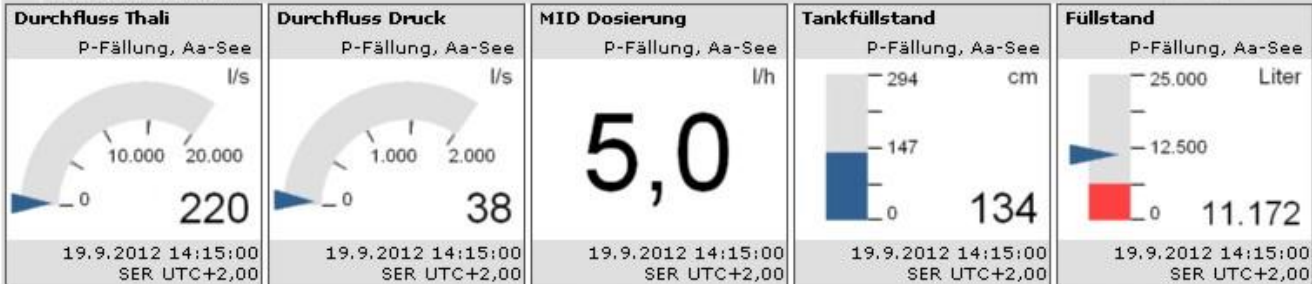 Durchfluss Thali
P-Fällung, Aa-See
l/s
10.000 20.000
0
220
19.9.2012 14:15:00
SER UTC+2,00
Durchfluss Druck
P-Fällung, Aa-See
l/s
1.000 2.000
0
38
19.9.2012 14:15:00
SER UTC+2,00
MID Dosierung
P-Fällung, Aa-See
l/h
5,0
19.9.2012 14:15:00
SER UTC+2,00
Tankfüllstand
P-Fällung, Aa-See
294 cm
147
0
134
19.9.2012 14:15:00
SER UTC+2,00
Füllstand
P-Fällung, Aa-See
25.000 Liter
12.500
0
11.172
19.9.2012 14:15:00
SER UTC+2,00